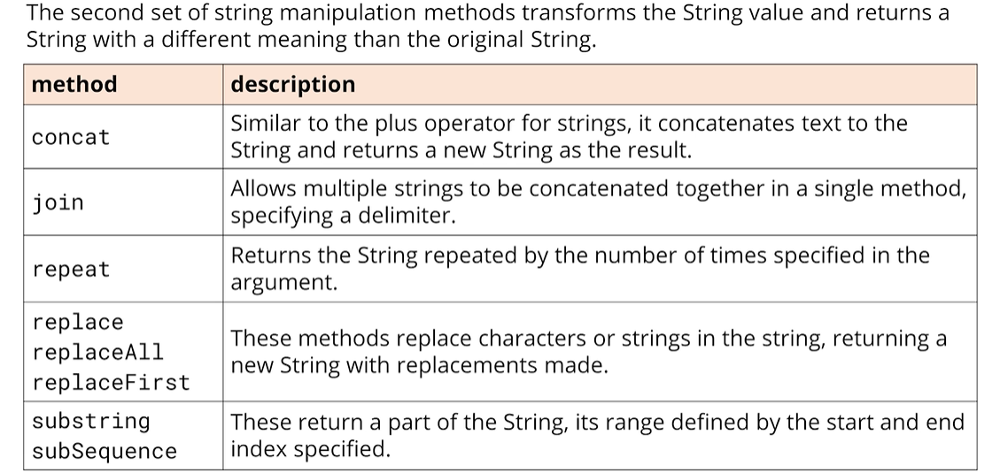 The second set of string manipulation methods transforms the String value and returns a
String with a different meaning than the original String.
method description
concat
Similar to the plus operator for strings, it concatenates text to the
String and returns a new String as the result.
join
Allows multiple strings to be concatenated together in a single method,
specifying a delimiter.
repeat
Returns the String repeated by the number of times specified in the
argument.
replace
replaceAll
replaceFirst
These methods replace characters or strings in the string, returning a
new String with replacements made.
substring
subSequence
These return a part of the String, its range defined by the start and end
index specified.